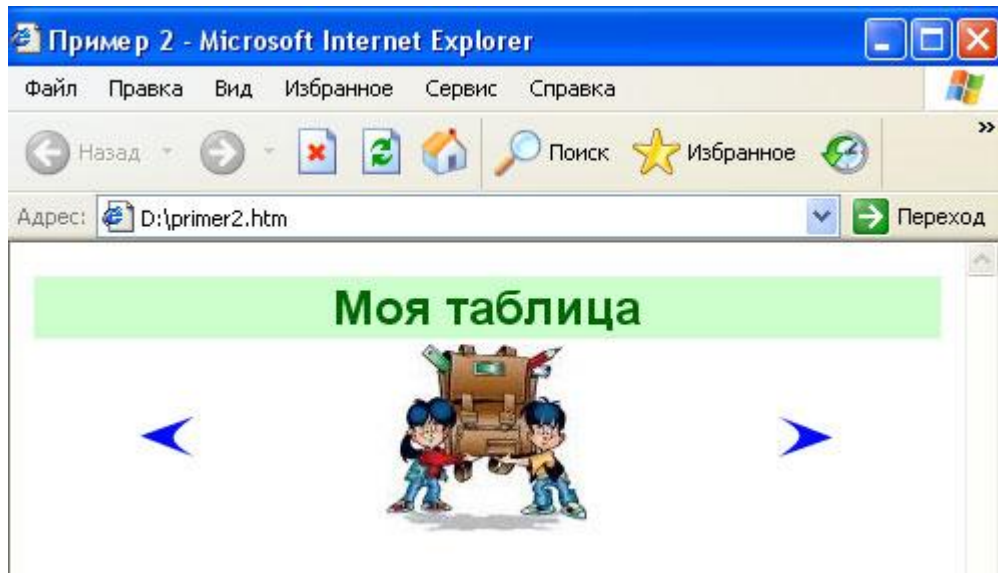 Пример 2 - Microsoft Internet Explorer
Файл Правка Вид Избранное Сервис Справка
Назад Поиск Избранное »
Адрес: D:\primer2.htm Переход
Моя таблица